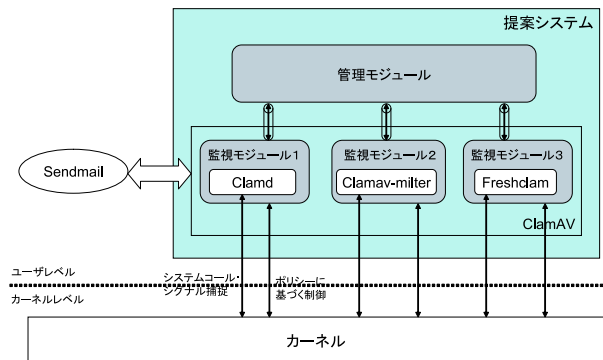 提案システム
管理モジュール
監視モジュール1
監視モジュール2
監視モジュール3
Sendmail
Clamd
Clamav-milter
Freshclam
ClamAV
ユーザレベル
システムコール・
シグナル捕捉
ポリシーに
基づく制御
カーネルレベル
カーネル